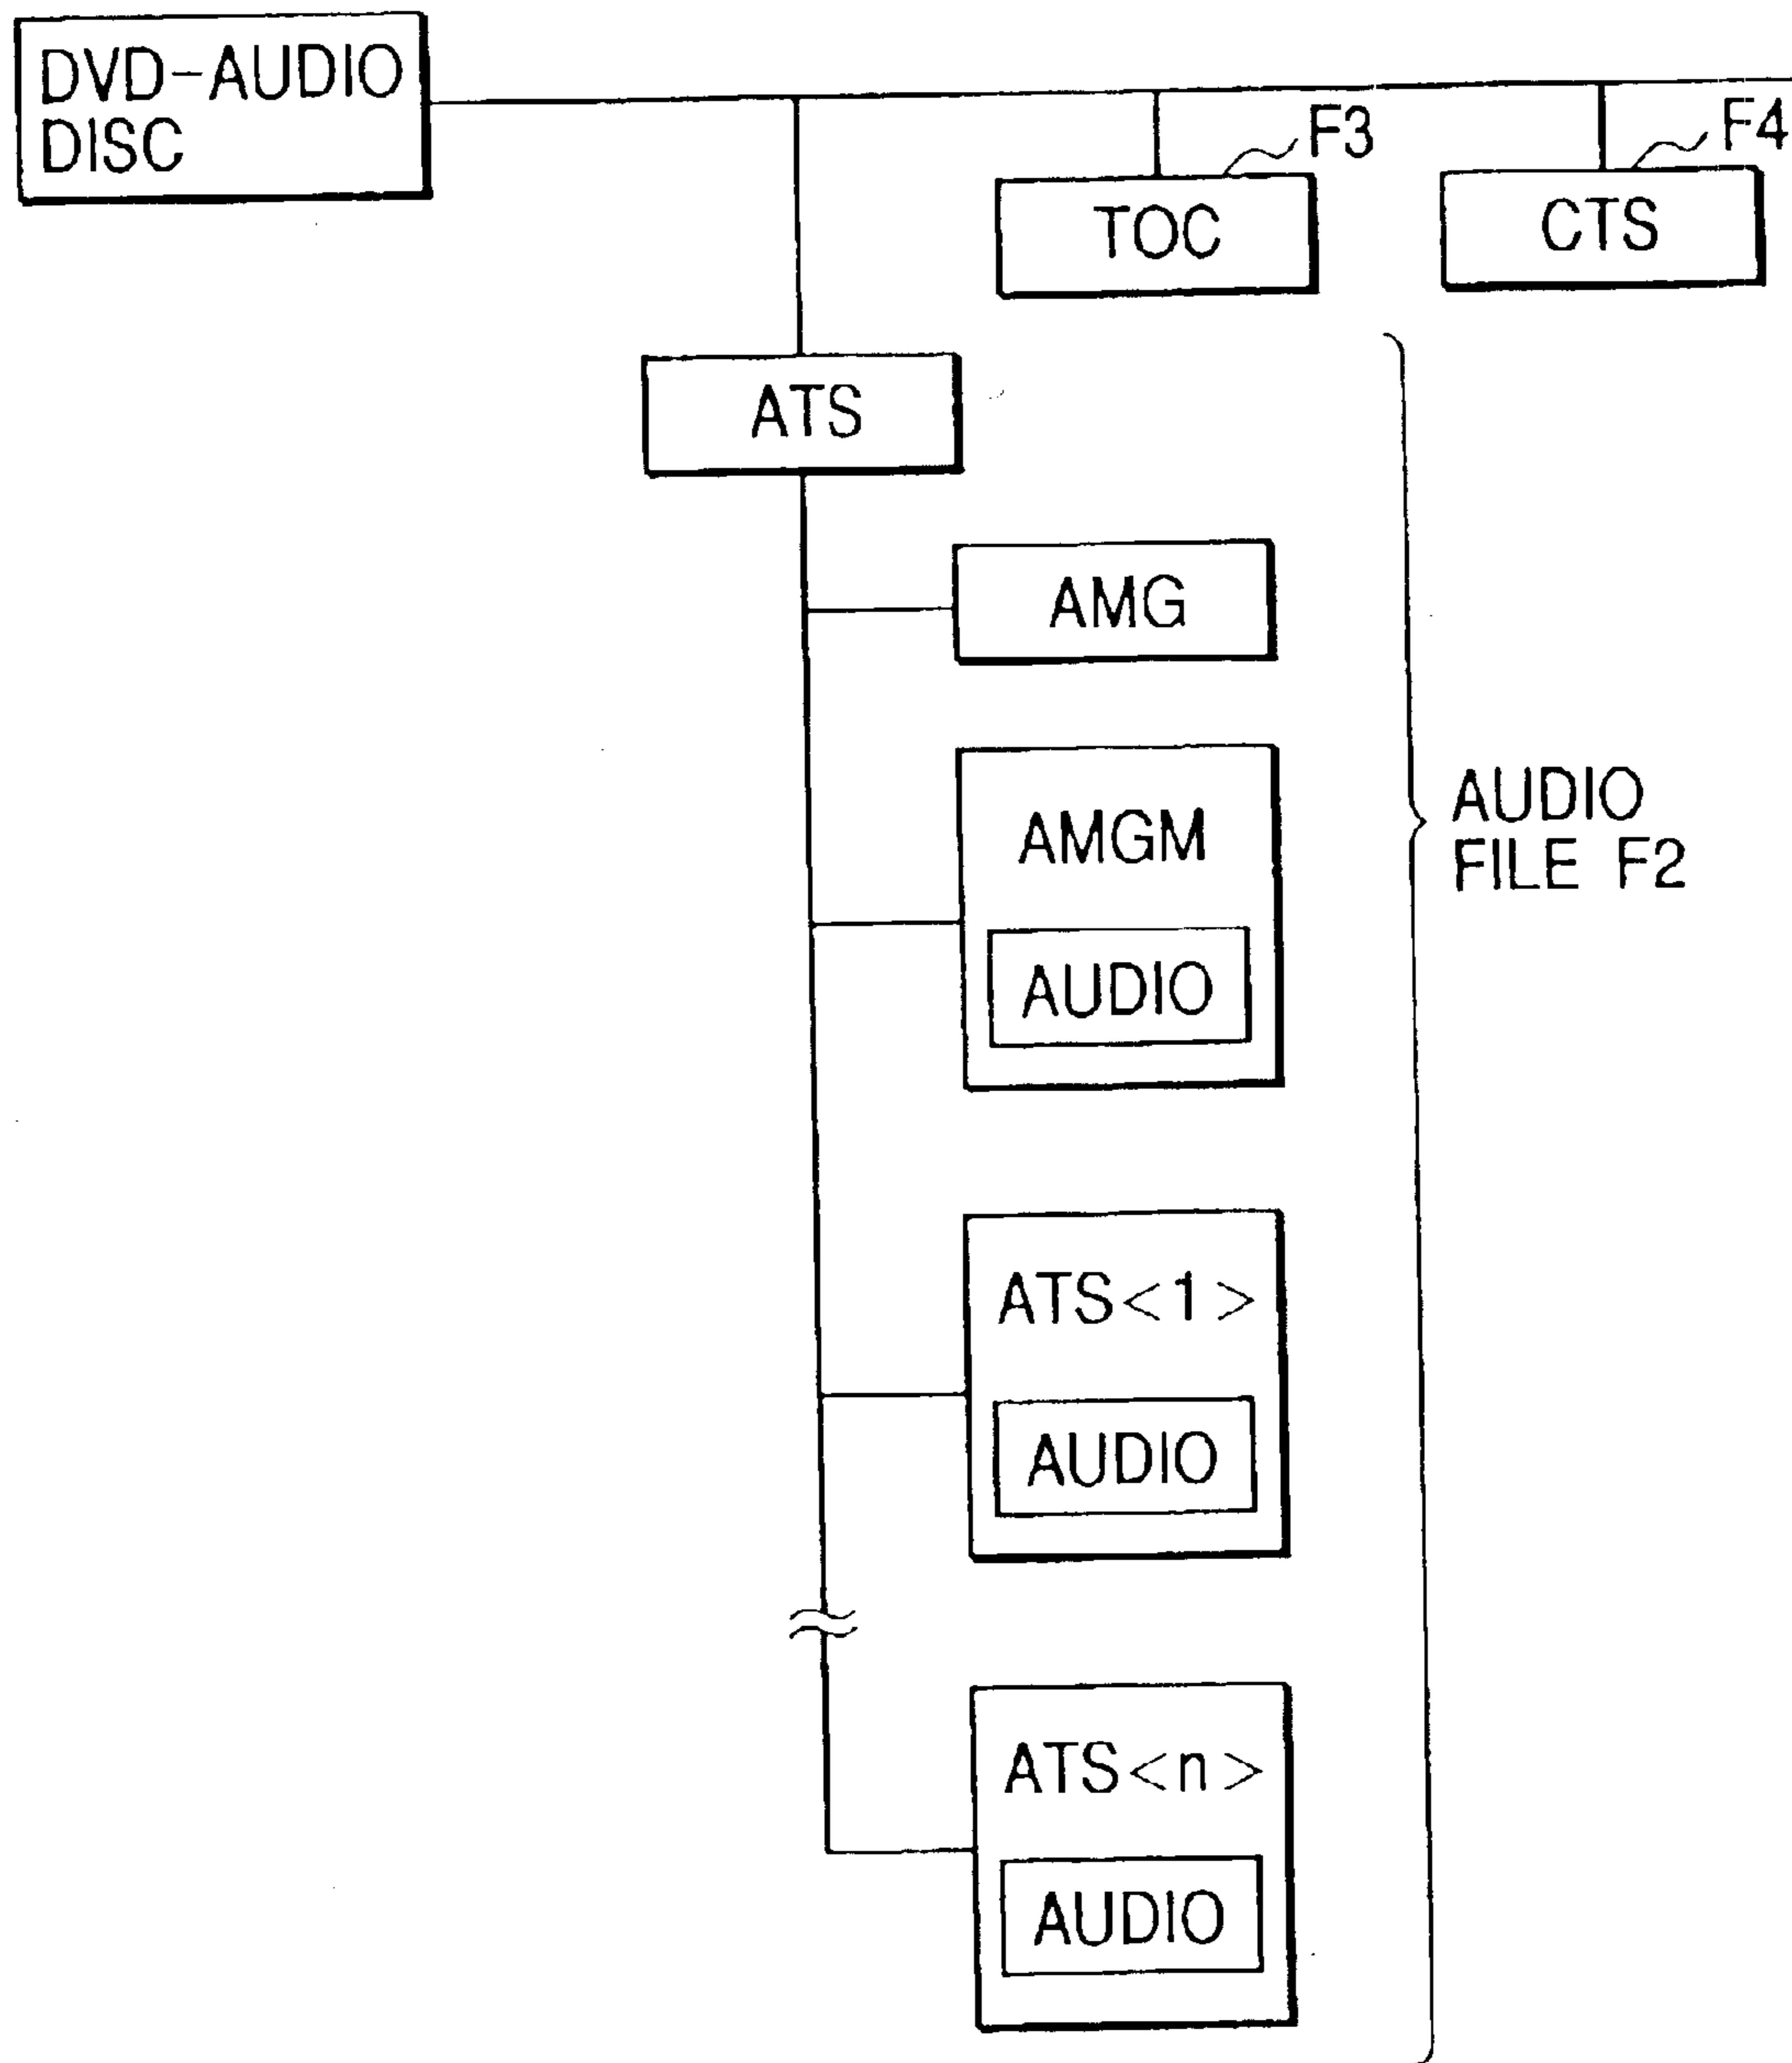 DVD-AUDIO
DISC
F3
F4
TOC
CTS
ATS
AMG
AMGM
AUDIO
AUDIO
FILE F2
ATS<1>
AUDIO
ATS<n>
AUDIO